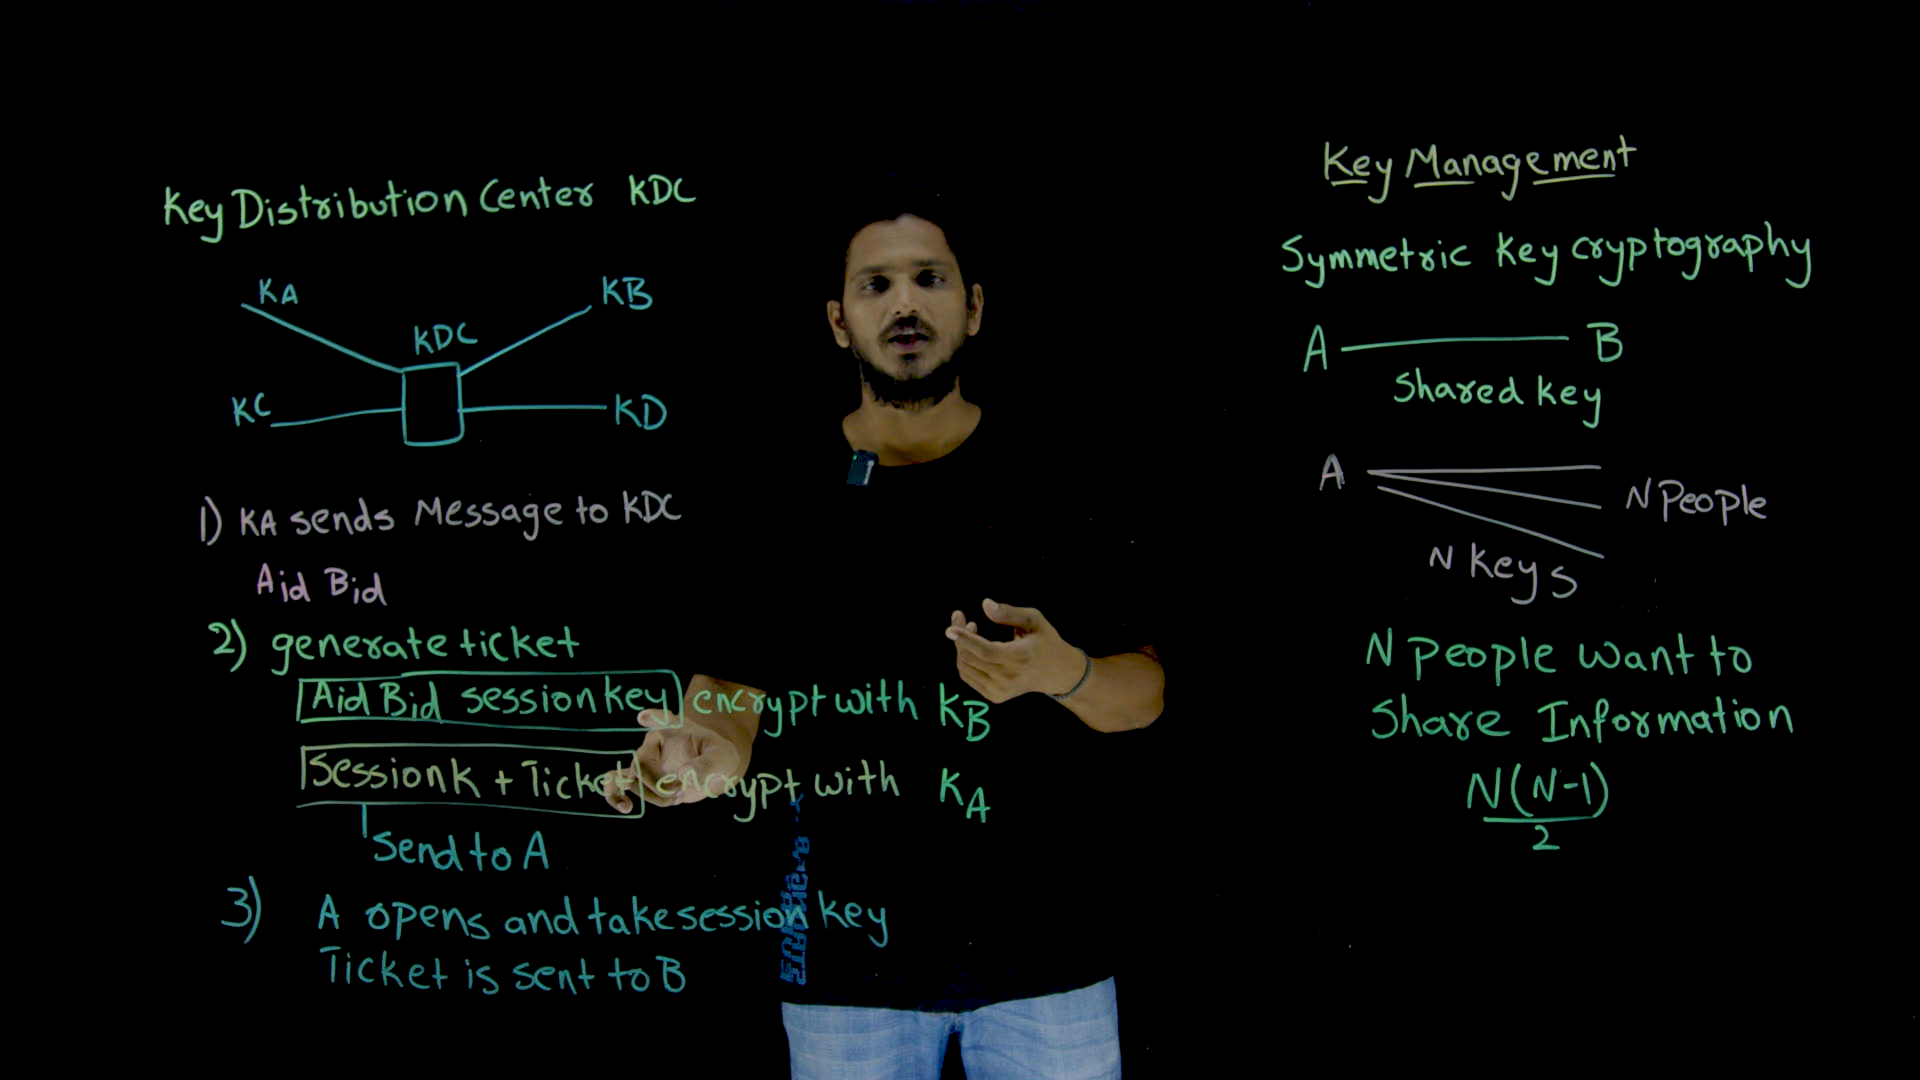 Key Distribution Center KDC
KA
KB
KDC
KC
KD
1) KA sends Message to KDC
Aid Bid
2) generate ticket
Aid Bid session key encrypt with KB
Session K + Ticket encrypt with KA
Send to A
3) A opens and take session key
Ticket is sent to B
Key Management
Symmetric Key cryptography
A B
Shared key
A
N People
N keys
N People want to
Share Information
N(N-1)
2